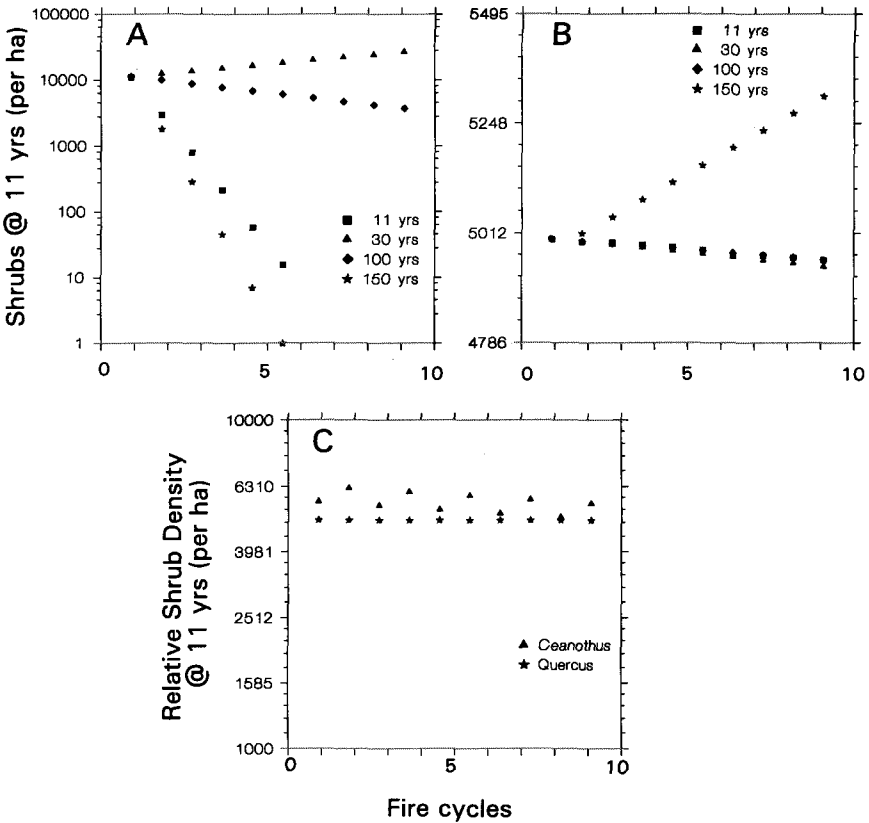 Shrubs @ 11 yrs (per ha)
A
100000
10000
1000
100
10
1
0 5 10
11 yrs
30 yrs
100 yrs
150 yrs
B
5495
5248
5012
4786
0 5 10
11 yrs
30 yrs
100 yrs
150 yrs
Relative Shrub Density
@ 11 yrs (per ha)
C
10000
6310
3981
2512
1585
1000
0 5 10
Ceanothus
Quercus
Fire cycles